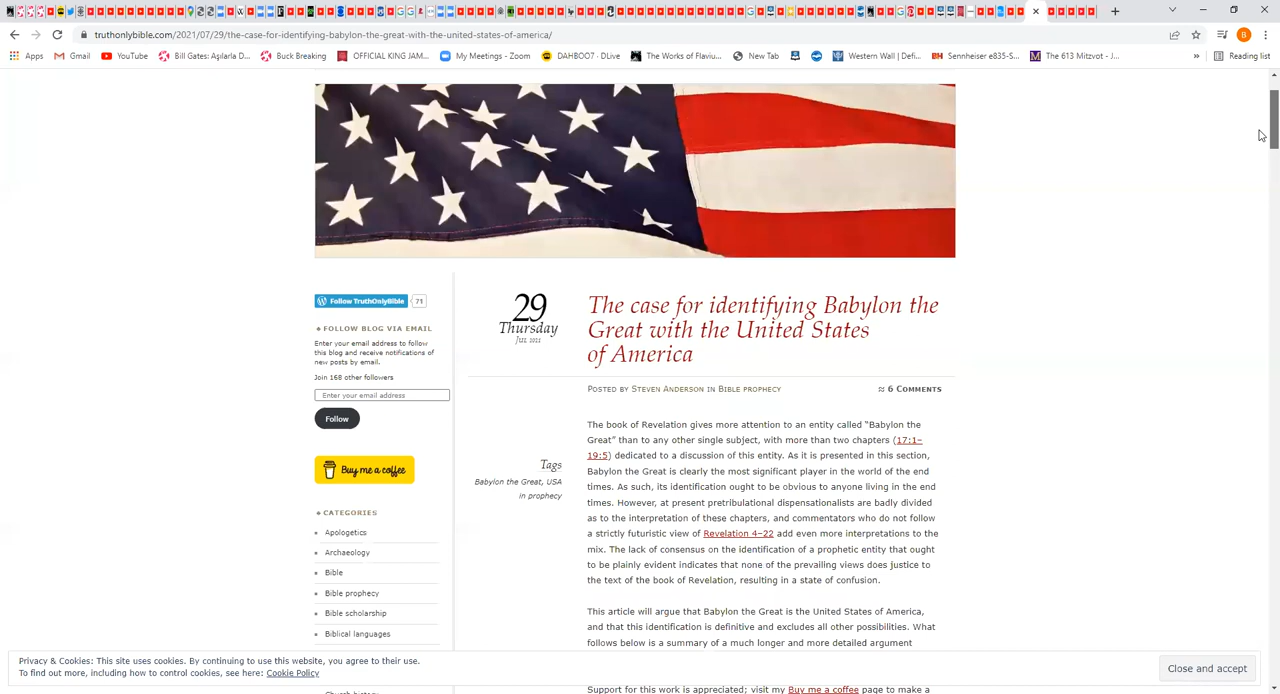 truthonlybible.com/2021/07/29/the-case-for-identifying-babylon-the-great-with-the-united-states-of-america/
Apps
Gmail
YouTube
Bill Gates: Aşılarla D...
Buck Breaking
OFFICIAL KING JAM...
My Meetings - Zoom
DAHBOO7 · DLive
The Works of Flaviu...
New Tab
Western Wall | Defi...
Sennheiser e835-S...
The 613 Mitzvot - J...
»
Reading list
Follow TruthOnlyBible
71
FOLLOW BLOG VIA EMAIL
Enter your email address to follow
this blog and receive notifications of
new posts by email.
Join 168 other followers
Enter your email address
Follow
Buy me a coffee
CATEGORIES
Apologetics
Archaeology
Bible
Bible prophecy
Bible scholarship
Biblical languages
29
Thursday
JUL 2021
Tags
Babylon the Great, USA
in prophecy
The case for identifying Babylon the
Great with the United States
of America
POSTED BY STEVEN ANDERSON IN BIBLE PROPHECY
≈ 6 COMMENTS
The book of Revelation gives more attention to an entity called “Babylon the
Great” than to any other single subject, with more than two chapters (17:1–
19:5) dedicated to a discussion of this entity. As it is presented in this section,
Babylon the Great is clearly the most significant player in the world of the end
times. As such, its identification ought to be obvious to anyone living in the end
times. However, at present pretribulational dispensationalists are badly divided
as to the interpretation of these chapters, and commentators who do not follow
a strictly futuristic view of Revelation 4–22 add even more interpretations to the
mix. The lack of consensus on the identification of a prophetic entity that ought
to be plainly evident indicates that none of the prevailing views does justice to
the text of the book of Revelation, resulting in a state of confusion.
This article will argue that Babylon the Great is the United States of America,
and that this identification is definitive and excludes all other possibilities. What
follows below is a summary of a much longer and more detailed argument
Support for this work is appreciated; visit my Buy me a coffee page to make a
Privacy & Cookies: This site uses cookies. By continuing to use this website, you agree to their use.
To find out more, including how to control cookies, see here: Cookie Policy
Close and accept